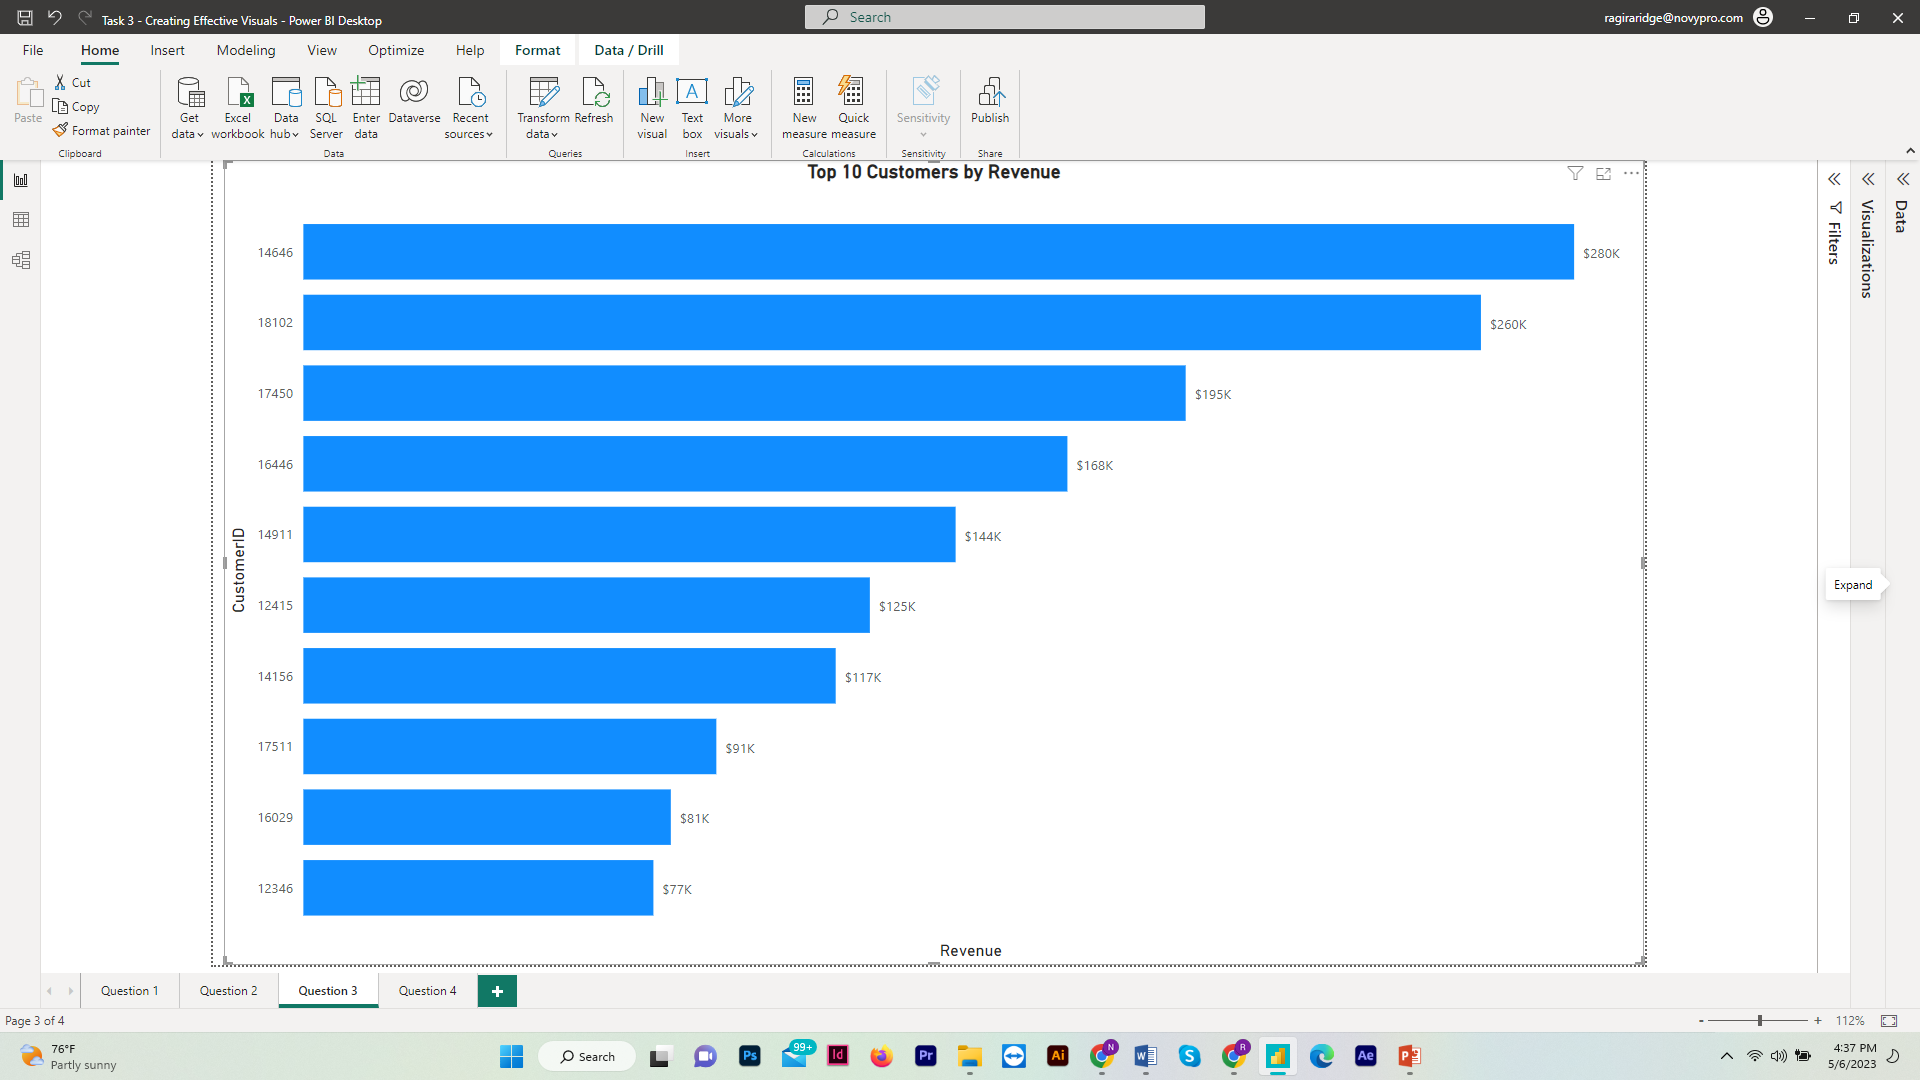 Task 3 - Creating Effective Visuals - Power BI Desktop
Search
ragiraridge@novypro.com
File Home Insert Modeling View Optimize Help Format Data / Drill
Paste
Cut
Copy
Format painter
Clipboard
Get data
Excel workbook
Data hub
SQL Server
Enter data
Dataverse
Recent sources
Data
Transform data
Refresh
Queries
New visual
Text box
More visuals
Insert
New measure
Quick measure
Calculations
Sensitivity
Sensitivity
Publish
Share
Top 10 Customers by Revenue
CustomerID
14646 $280K
18102 $260K
17450 $195K
16446 $168K
14911 $144K
12415 $125K
14156 $117K
17511 $91K
16029 $81K
12346 $77K
Revenue
Filters
Visualizations
Data
Expand
Question 1 Question 2 Question 3 Question 4 +
Page 3 of 4
- + 112%
76°F
Partly sunny
Search
99+
Ps
Id
Pr
Ai
N
W
S
R
Ae
P
4:37 PM
5/6/2023